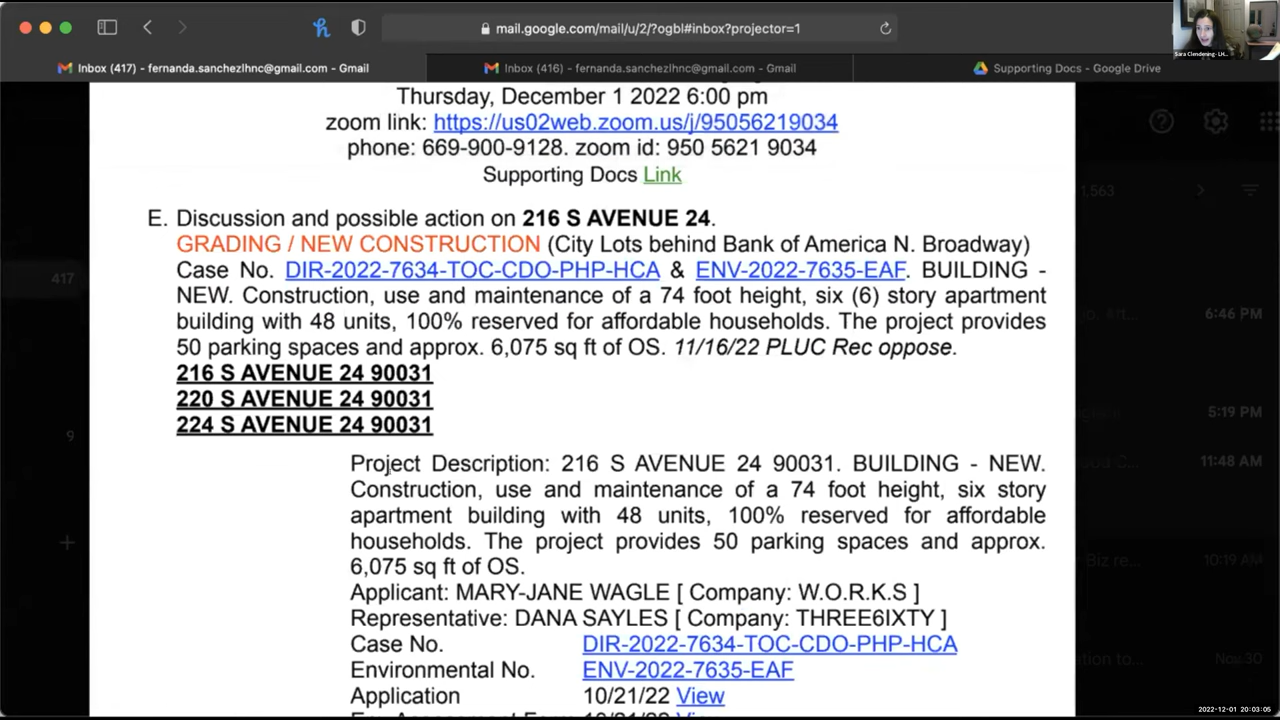 mail.google.com/mail/u/2/?ogbl#inbox?projector=1
Sara Clendening - LH...
Inbox (417) - fernanda.sanchezlhnc@gmail.com - Gmail
Inbox (416) - fernanda.sanchezlhnc@gmail.com - Gmail
Supporting Docs - Google Drive
Thursday, December 1 2022 6:00 pm
zoom link: https://us02web.zoom.us/j/95056219034
phone: 669-900-9128. zoom id: 950 5621 9034
Supporting Docs Link
1,563
E. Discussion and possible action on 216 S AVENUE 24.
GRADING / NEW CONSTRUCTION (City Lots behind Bank of America N. Broadway)
Case No. DIR-2022-7634-TOC-CDO-PHP-HCA & ENV-2022-7635-EAF. BUILDING -
417
NEW. Construction, use and maintenance of a 74 foot height, six (6) story apartment
building with 48 units, 100% reserved for affordable households. The project provides
6:46 PM
50 parking spaces and approx. 6,075 sq ft of OS. 11/16/22 PLUC Rec oppose.
216 S AVENUE 24 90031
220 S AVENUE 24 90031
5:19 PM
224 S AVENUE 24 90031
9
Project Description: 216 S AVENUE 24 90031. BUILDING - NEW.
11:48 AM
Construction, use and maintenance of a 74 foot height, six story
apartment building with 48 units, 100% reserved for affordable
households. The project provides 50 parking spaces and approx.
Biz re...
10:19 AM
6,075 sq ft of OS.
Applicant: MARY-JANE WAGLE [ Company: W.O.R.K.S ]
Representative: DANA SAYLES [ Company: THREE6IXTY ]
Case No. DIR-2022-7634-TOC-CDO-PHP-HCA
Nov 30
Environmental No. ENV-2022-7635-EAF
Application 10/21/22 View
2022-12-01 20:03:05